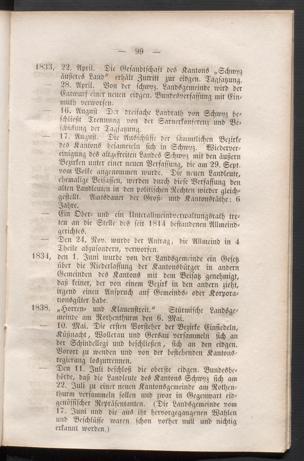 — 99 —
1833, 22. April. Die Gesandtschaft des Kantons „Schwyz
äußeres Land" erhält Zutritt zur eidgen. Tagsatzung.
— 28. April. Von der schwyz. Landsgemeinde wird der
Entwurf einer neuen eidgen. Bundesverfassung mit Ein-
muth verworfen.
— 16. August. Der dreifache Landrath von Schwyz be-
schließt Trennung von der Sarnerkonferenz und Be-
schickung der Tagsatzung.
— 17. August. Die Ausschüsse der sämmtlichen Bezirke
des Kantons besammeln sich in Schwyz. Wiederver-
einigung des altgefreiten Landes Schwyz mit den äußern
Bezirken unter einer neuen Verfassung, die am 29. Sept.
vom Volke angenommen wurde. Die neuen Landleute,
ehmalige Beisassen, werden durch diese Verfassung den
alten Landleuten in den politischen Rechten wieder gleich-
gestellt. Amtsdauer der Groß- und Kantonsräthe: 6
Jahre.
Ein Ober- und ein Unterallmeindverwaltungsrath tre-
ten an die Stelle des seit 1814 bestandenen Allmeind-
gerichtes.
— Den 24. Nov. wurde der Antrag, die Allmeind in 4
Theile abzusondern, verworfen.
1834, den 1. Juni wurde von der Landsgemeinde ein Gesetz
über die Niederlassung der Kantonsbürger in andern
Gemeinden des Kantons mit dem Beisatz genehmigt,
daß keiner, der von einem Bezirk in den andern zieht,
irgend einen Anspruch auf Gemeinds- oder Korpora-
tionsgüter habe.
1838, „Horren- und Klauenstreit." Stürmische Landsge-
meinde am Rothenthurm den 6. Mai.
10. Mai. Die ersten Vorsteher der Bezirke Einsiedeln,
Küßnacht, Wollerau und Gersau versammeln sich an
der Schindellegi und beschließen, sich an den eidgen.
Vorort zu wenden und von der bestehenden Kantons-
regierung loszutrennen.
— Den 11. Juli beschloß die oberste eidgen. Bundesbe-
hörde, daß die Landleute des Kantons Schwyz sich am
22. Juli zu einer neuen Kantonsgemeinde am Rothen-
thurm versammeln sollen und zwar in Gegenwart eid-
genössischer Repräsentanten. (Die Landsgemeinde vom
17. Juni und die aus ihr hervorgegangenen Wahlen
und Beschlüsse waren schon vorher null und nichtig
erkannt worden.)